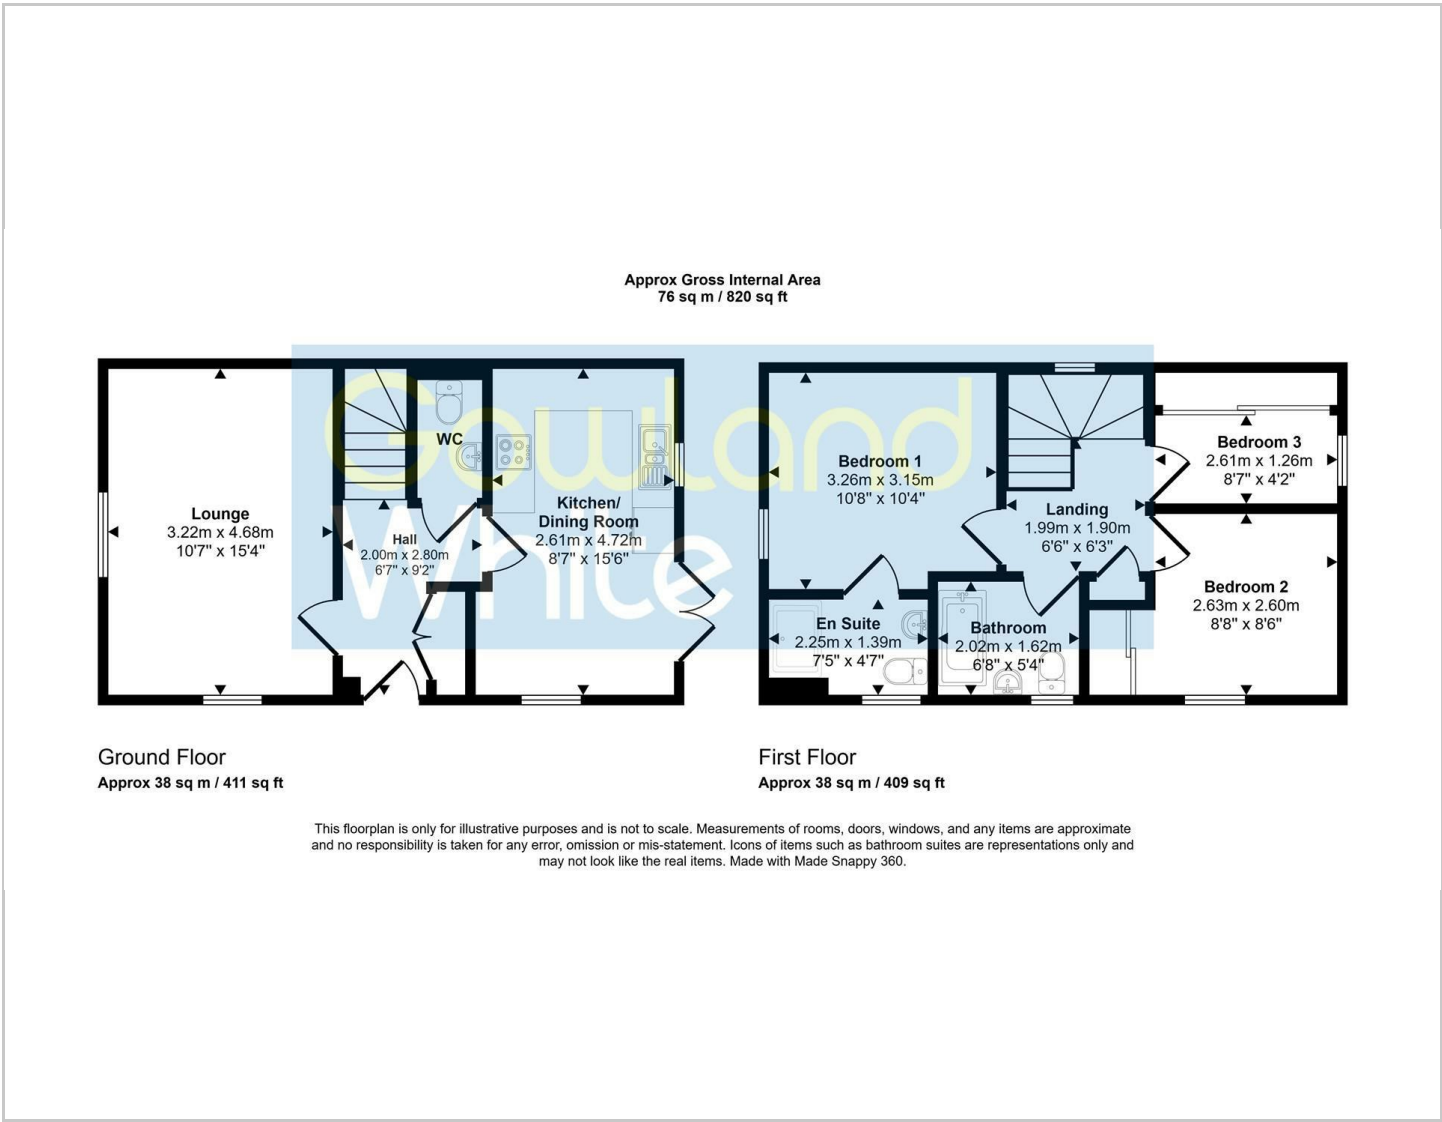 Approx Gross Internal Area
76 sq m / 820 sq ft
Gowland
White
Lounge
3.22m x 4.68m
10'7" x 15'4"
WC
Hall
2.00m x 2.80m
6'7" x 9'2"
Kitchen/
Dining Room
2.61m x 4.72m
8'7" x 15'6"
Bedroom 1
3.26m x 3.15m
10'8" x 10'4"
Landing
1.99m x 1.90m
6'6" x 6'3"
Bedroom 3
2.61m x 1.26m
8'7" x 4'2"
Bedroom 2
2.63m x 2.60m
8'8" x 8'6"
En Suite
2.25m x 1.39m
7'5" x 4'7"
Bathroom
2.02m x 1.62m
6'8" x 5'4"
Ground Floor
Approx 38 sq m / 411 sq ft
First Floor
Approx 38 sq m / 409 sq ft
This floorplan is only for illustrative purposes and is not to scale. Measurements of rooms, doors, windows, and any items are approximate
and no responsibility is taken for any error, omission or mis-statement. Icons of items such as bathroom suites are representations only and
may not look like the real items. Made with Made Snappy 360.